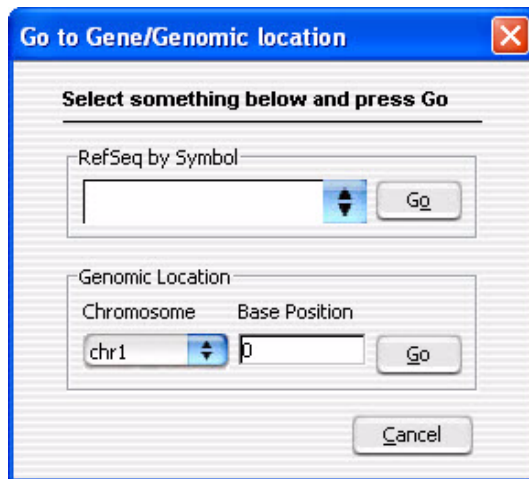 Go to Gene/Genomic location
Select something below and press Go
RefSeq by Symbol
Go
Genomic Location
Chromosome Base Position
chr1 0 Go
Cancel